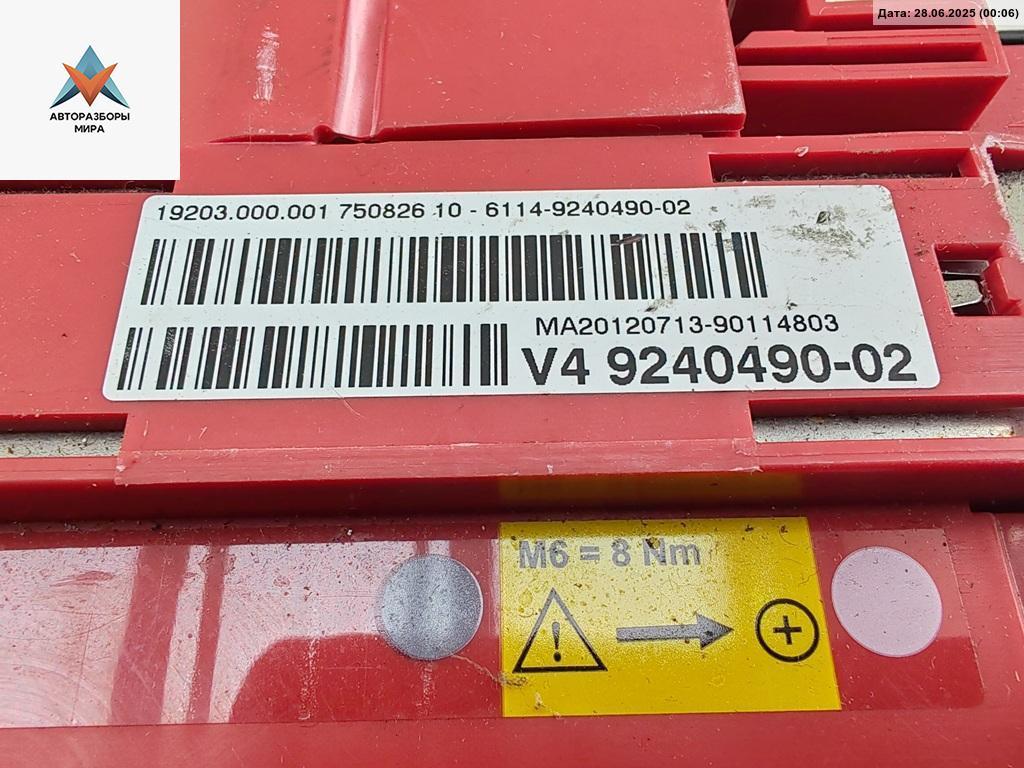 Дата: 28.06.2025 (00:06)
АВТОРАЗБОРЫ
МИРА
19203.000.001 750826 10 - 6114-9240490-02
MA20120713-90114803
V4 9240490-02
M6 = 8 Nm